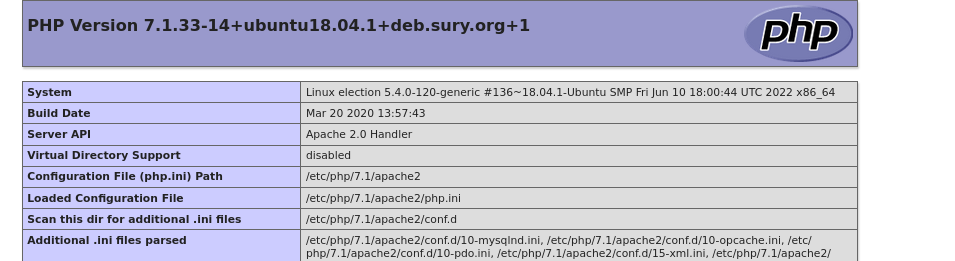 PHP Version 7.1.33-14+ubuntu18.04.1+deb.sury.org+1
php
System Linux election 5.4.0-120-generic #136~18.04.1-Ubuntu SMP Fri Jun 10 18:00:44 UTC 2022 x86_64
Build Date Mar 20 2020 13:57:43
Server API Apache 2.0 Handler
Virtual Directory Support disabled
Configuration File (php.ini) Path /etc/php/7.1/apache2
Loaded Configuration File /etc/php/7.1/apache2/php.ini
Scan this dir for additional .ini files /etc/php/7.1/apache2/conf.d
Additional .ini files parsed /etc/php/7.1/apache2/conf.d/10-mysqlnd.ini, /etc/php/7.1/apache2/conf.d/10-opcache.ini, /etc/
php/7.1/apache2/conf.d/10-pdo.ini, /etc/php/7.1/apache2/conf.d/15-xml.ini, /etc/php/7.1/apache2/